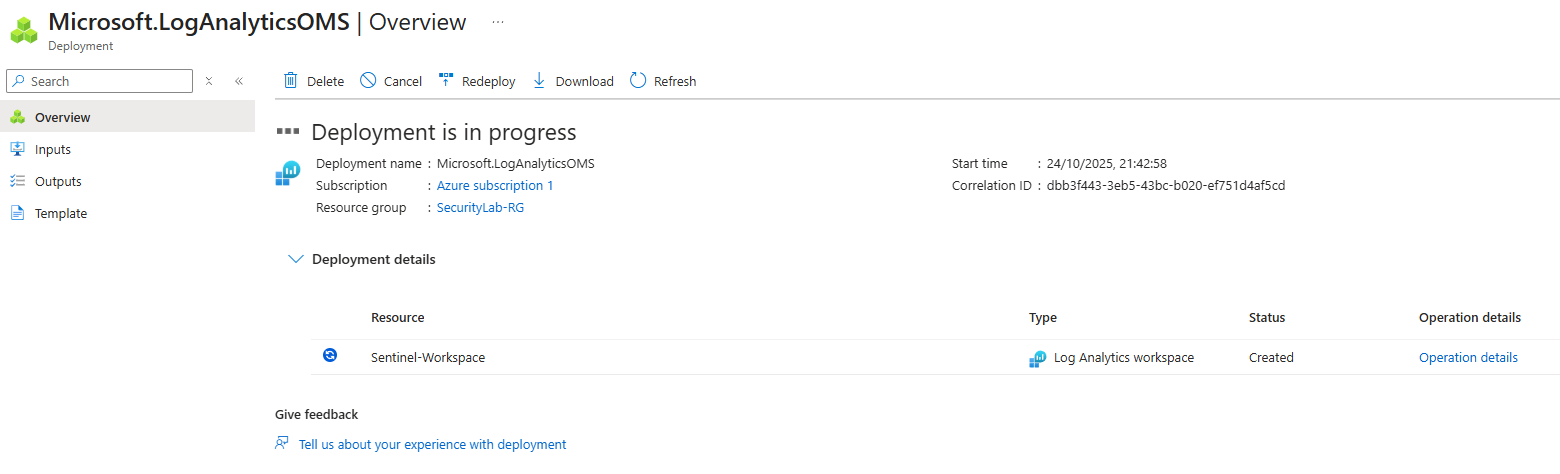 Microsoft.LogAnalyticsOMS | Overview ...
Deployment
Search
Overview
Inputs
Outputs
Template
Delete Cancel Redeploy Download Refresh
Deployment is in progress
Deployment name : Microsoft.LogAnalyticsOMS
Subscription : Azure subscription 1
Resource group : SecurityLab-RG
Start time : 24/10/2025, 21:42:58
Correlation ID : dbb3f443-3eb5-43bc-b020-ef751d4af5cd
Deployment details
Resource Type Status Operation details
Sentinel-Workspace Log Analytics workspace Created Operation details
Give feedback
Tell us about your experience with deployment